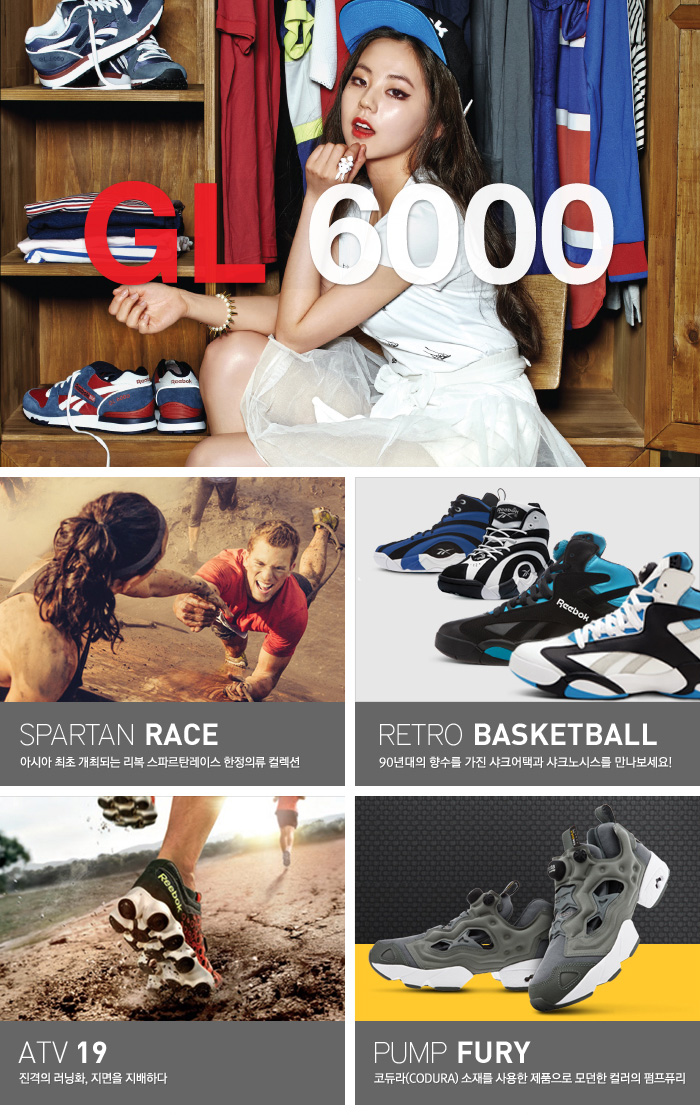 Reebok
GL 6000
Reebok
SPARTAN RACE
아시아 최초 개최되는 리복 스파르탄레이스 한정의류 컬렉션
Reebok
Reebok
RETRO BASKETBALL
90년대의 향수를 가진 샤크어택과 샤크노시스를 만나보세요!
Reebok
ATV 19
진격의 러닝화, 지면을 지배하다
PUMP FURY
코듀라(CODURA) 소재를 사용한 제품으로 모던한 컬러의 펌프퓨리